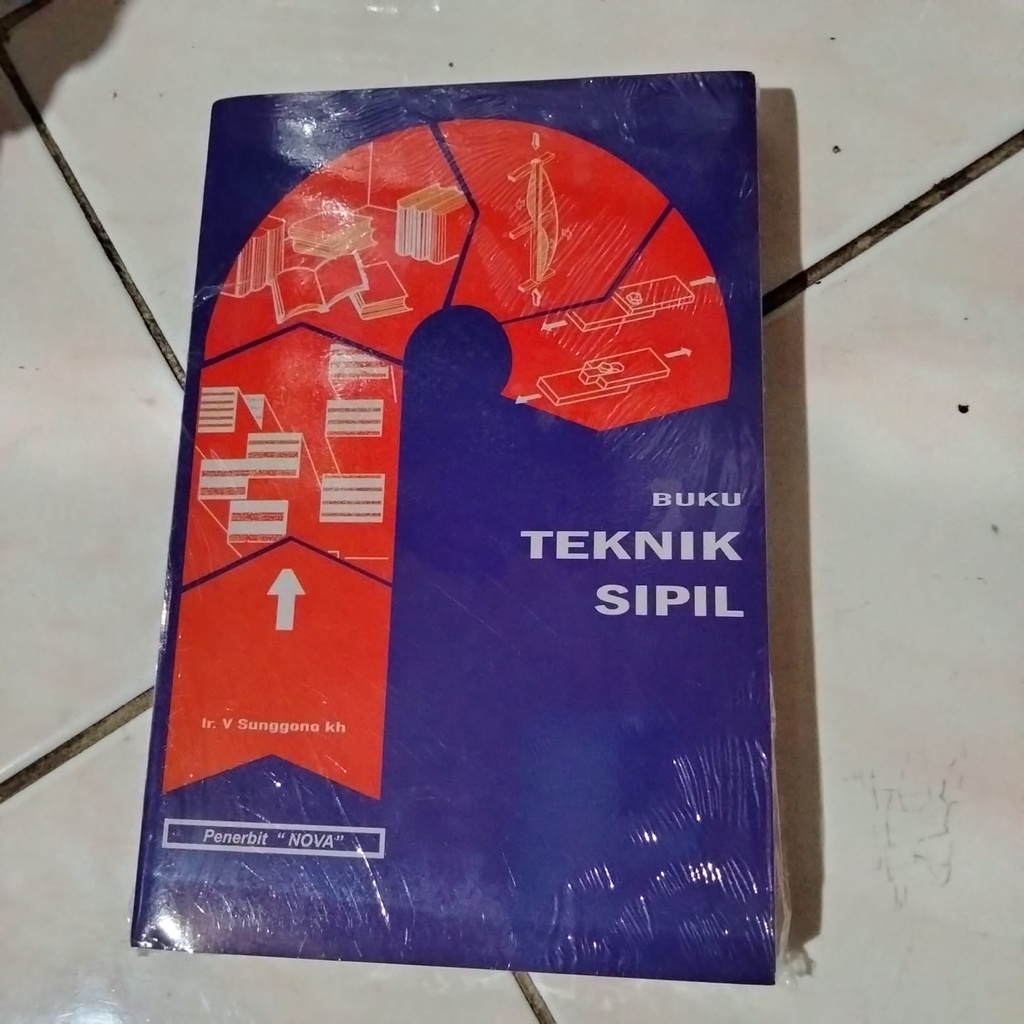 BUKU
TEKNIK
SIPIL
Ir. V Sunggono kh
Penerbit “ NOVA”